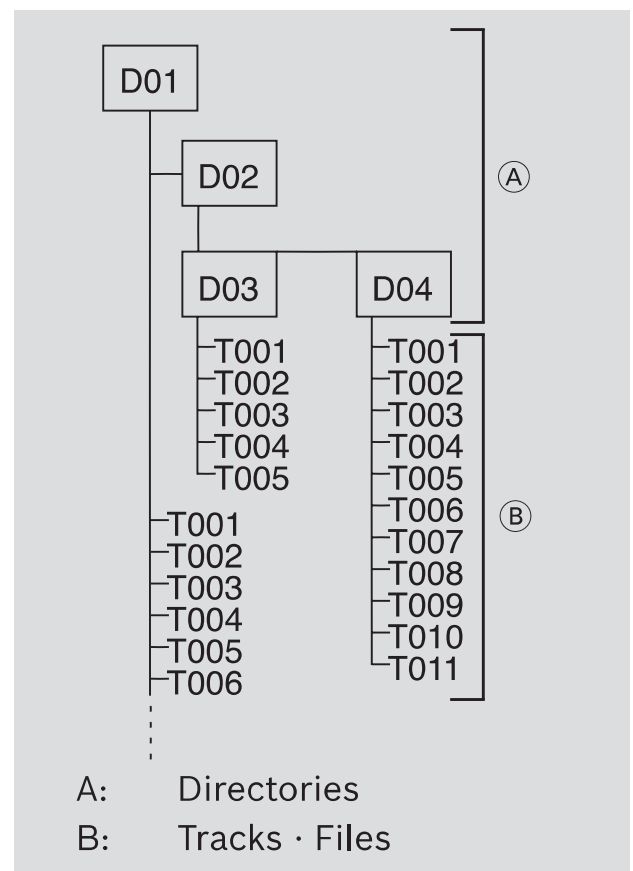 D01
D02
Ⓐ
D03 D04
T001 T001
T002 T002
T003 T003
T004 T004
T005 T005
T006
Ⓑ
T001 T007
T002 T008
T003 T009
T004 T010
T005 T011
T006
A: Directories
B: Tracks · Files